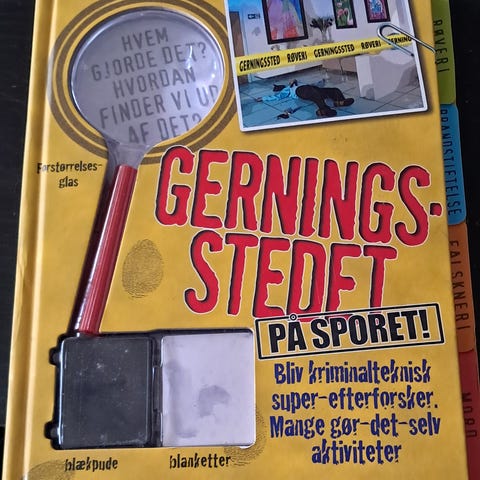 HVEM
GJORDE DET?
HVORDAN
FINDER VI UD
AF DET?
GERNINGSSTED RØVERI GERNINGSSTED RØVERI GERNING
Forstørrelses-
glas
GERNINGS-
STEDET
PÅ SPORET!
Bliv kriminalteknisk
super-efterforsker.
Mange gør-det-selv
aktiviteter
blækpude
blanketter
RØVERI
BRANDSTIFTELSE
FALSKNERI
MORD